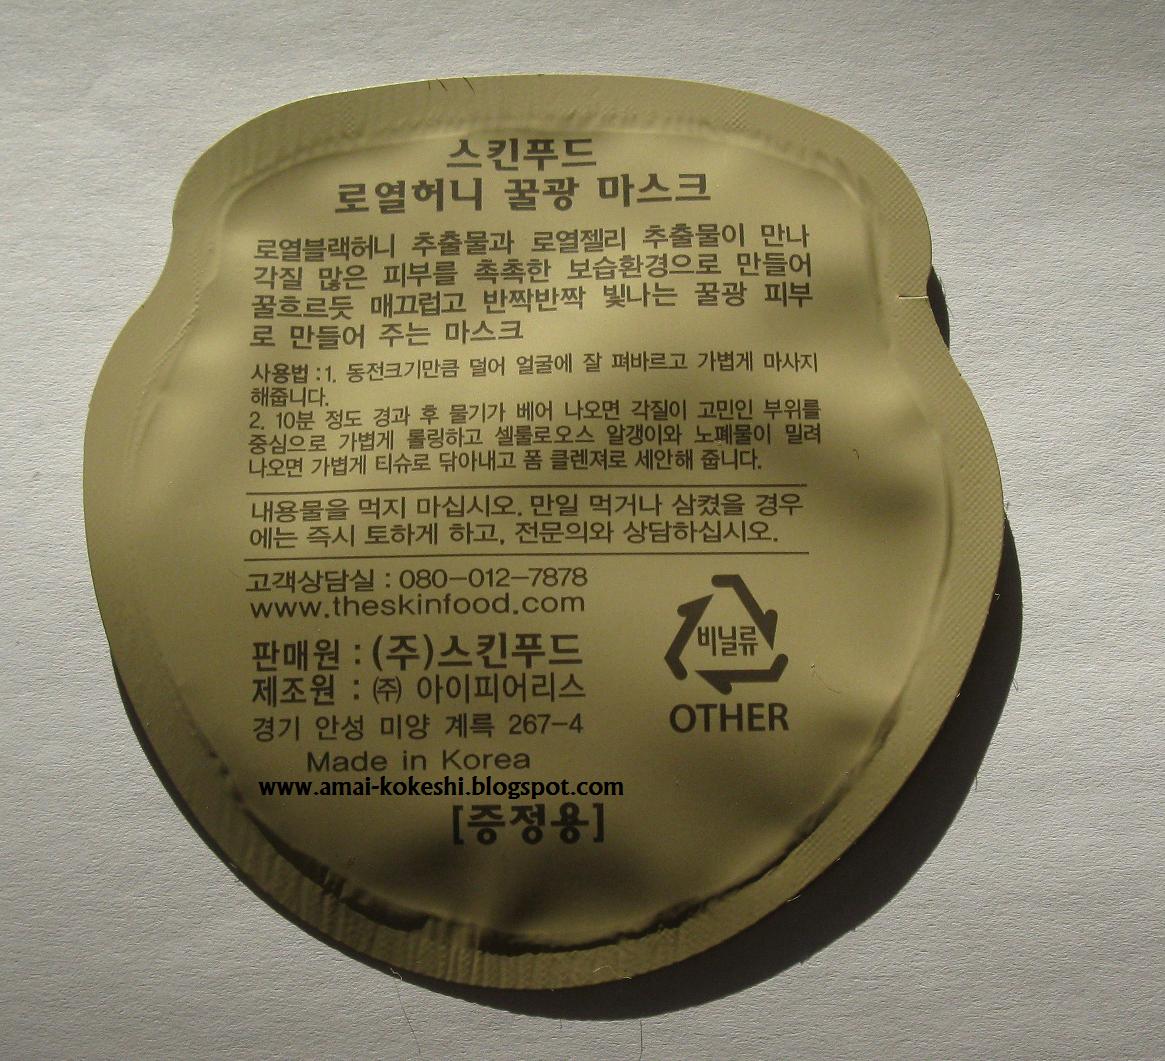 스킨푸드
로열허니 꿀광 마스크
로열블랙허니 추출물과 로열젤리 추출물이 만나
각질 많은 피부를 촉촉한 보습환경으로 만들어
꿀흐르듯 매끄럽고 반짝반짝 빛나는 꿀광 피부
로 만들어 주는 마스크
사용법 : 1. 동전크기만큼 덜어 얼굴에 잘 펴바르고 가볍게 마사지
해줍니다.
2. 10분 정도 경과 후 물기가 베어 나오면 각질이 고민인 부위를
중심으로 가볍게 롤링하고 셀룰로오스 알갱이와 노폐물이 밀려
나오면 가볍게 티슈로 닦아내고 폼 클렌져로 세안해 줍니다.
내용물을 먹지 마십시오. 만일 먹거나 삼켰을 경우
에는 즉시 토하게 하고, 전문의와 상담하십시오.
고객상담실 : 080-012-7878
www.theskinfood.com
판매원 : (주)스킨푸드
제조원 : ㈜ 아이피어리스
경기 안성 미양 계륵 267-4
Made in Korea
비닐류
OTHER
www.amai-kokeshi.blogspot.com
[증정용]